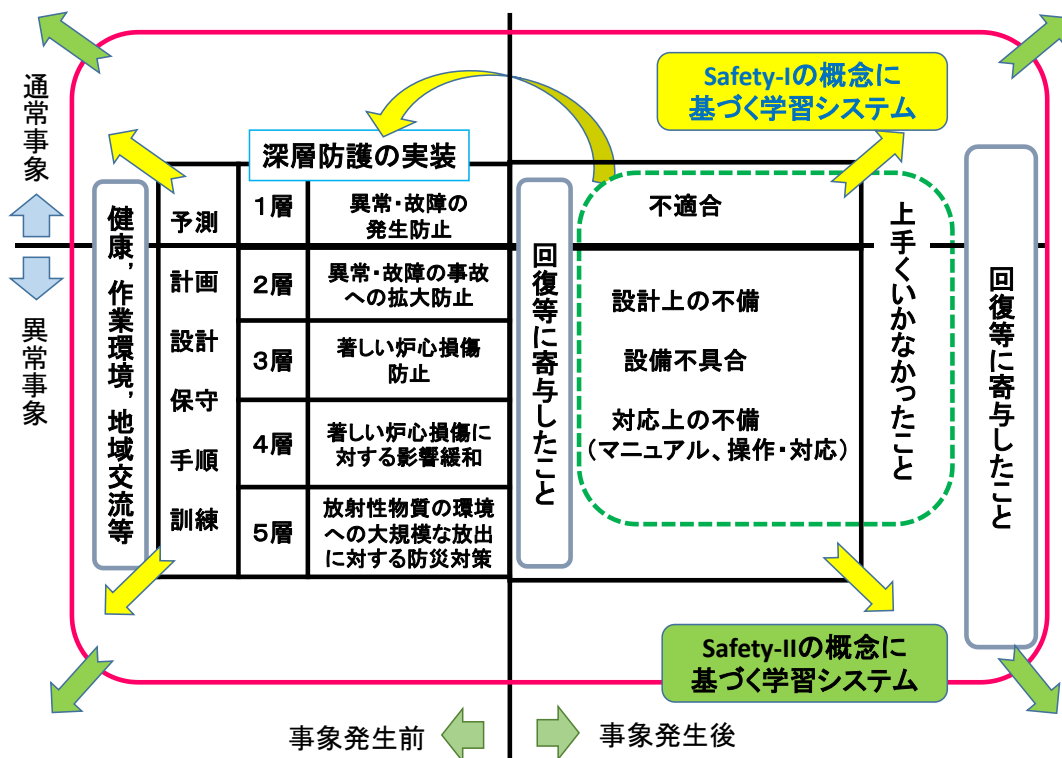 Safety-Iの概念に
基づく学習システム
通常事象
異常事象
深層防護の実装
健康，作業環境，地域交流等
予測
計画
設計
保守
手順
訓練
1層
異常・故障の
発生防止
2層
異常・故障の事故
への拡大防止
3層
著しい炉心損傷
防止
4層
著しい炉心損傷に
対する影響緩和
5層
放射性物質の環境
への大規模な放出
に対する防災対策
回復等に寄与したこと
不適合
設計上の不備
設備不具合
対応上の不備
（マニュアル、操作・対応）
上手くいかなかったこと
回復等に寄与したこと
Safety-IIの概念に
基づく学習システム
事象発生前
事象発生後